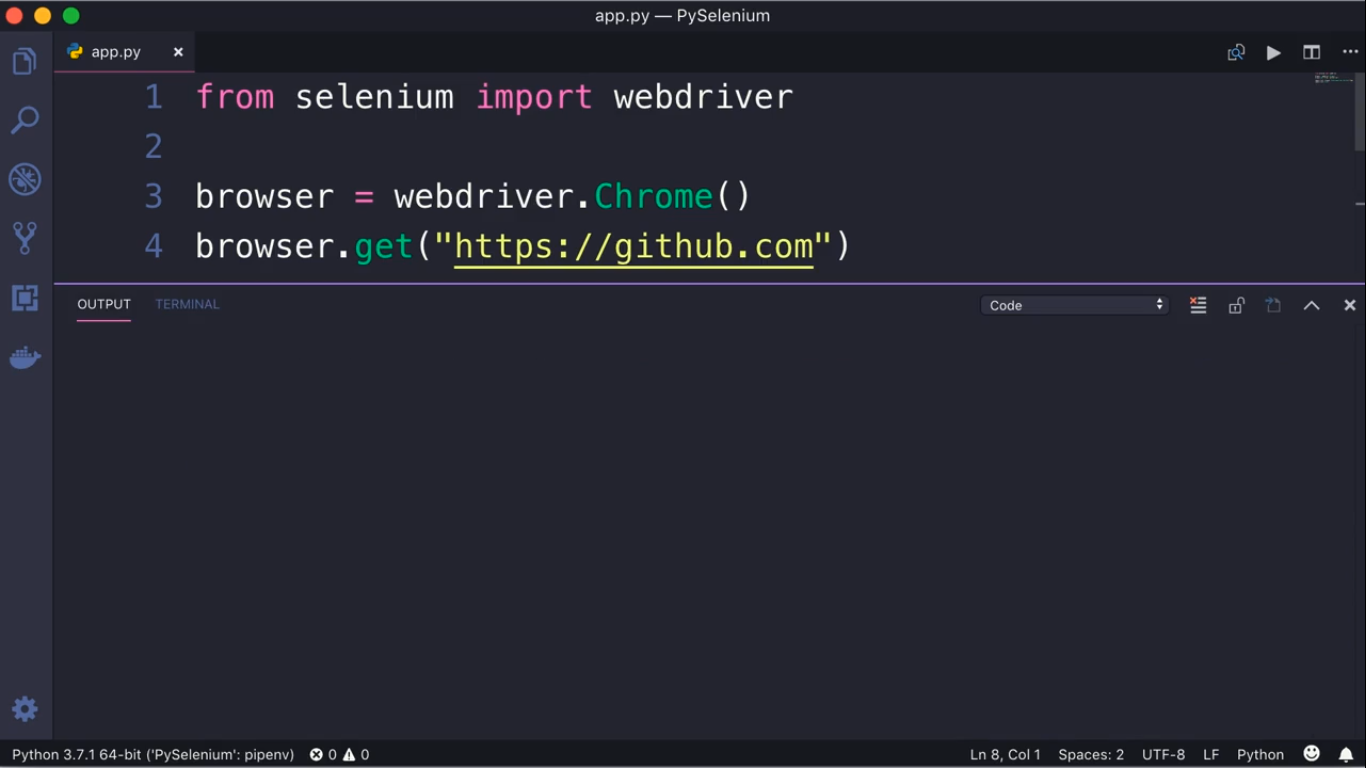 app.py — PySelenium
app.py
1 from selenium import webdriver
2
3 browser = webdriver.Chrome()
4 browser.get("https://github.com")
OUTPUT TERMINAL Code
Python 3.7.1 64-bit ('PySelenium': pipenv) 0 0 Ln 8, Col 1 Spaces: 2 UTF-8 LF Python